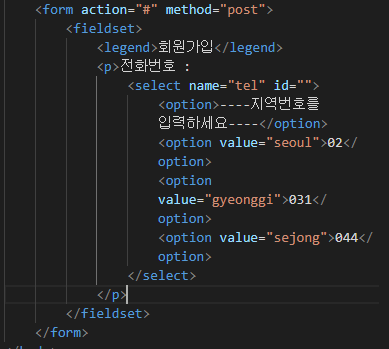 <form action="#" method="post">
<fieldset>
<legend>회원가입</legend>
<p>전화번호 :
<select name="tel" id="">
<option>----지역번호를
입력하세요----</option>
<option value="seoul">02</
option>
<option
value="gyeonggi">031</
option>
<option value="sejong">044</
option>
</select>
</p>
</fieldset>
</form>